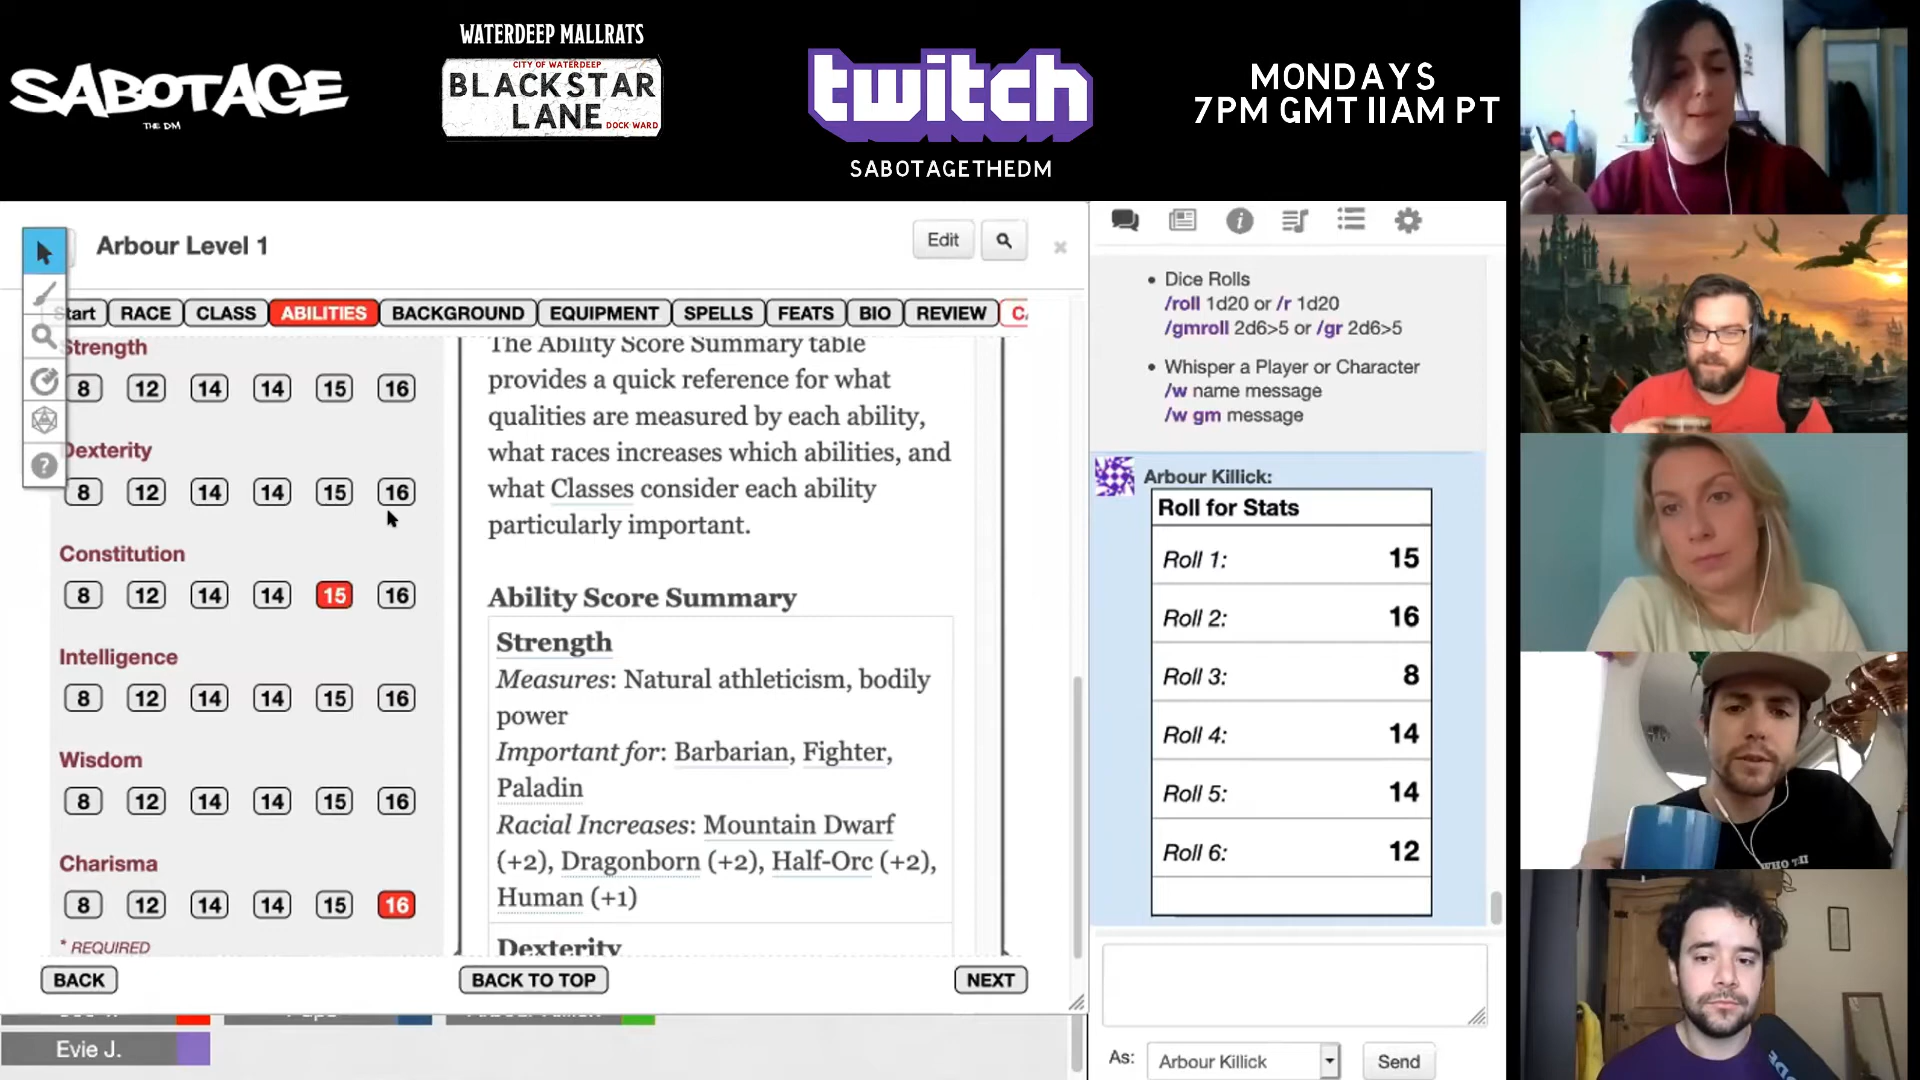 SABOTAGE
THE DM
WATERDEEP MALLRATS
CITY OF WATERDEEP
BLACKSTAR
LANE
DOCK WARD
twitch
SABOTAGETHEDM
MONDAYS
7PM GMT 11AM PT
Arbour Level 1
Edit
Start RACE CLASS ABILITIES BACKGROUND EQUIPMENT SPELLS FEATS BIO REVIEW
Strength
8 12 14 14 15 16
Dexterity
8 12 14 14 15 16
Constitution
8 12 14 14 15 16
Intelligence
8 12 14 14 15 16
Wisdom
8 12 14 14 15 16
Charisma
8 12 14 14 15 16
* REQUIRED
The Ability Score Summary table
provides a quick reference for what
qualities are measured by each ability,
what races increases which abilities, and
what Classes consider each ability
particularly important.
Ability Score Summary
Strength
Measures: Natural athleticism, bodily
power
Important for: Barbarian, Fighter,
Paladin
Racial Increases: Mountain Dwarf
(+2), Dragonborn (+2), Half-Orc (+2),
Human (+1)
Dexterity
BACK
BACK TO TOP
NEXT
Evie J.
• Dice Rolls
/roll 1d20 or /r 1d20
/gmroll 2d6>5 or /gr 2d6>5
• Whisper a Player or Character
/w name message
/w gm message
Arbour Killick:
Roll for Stats
Roll 1: 15
Roll 2: 16
Roll 3: 8
Roll 4: 14
Roll 5: 14
Roll 6: 12
As: Arbour Killick Send